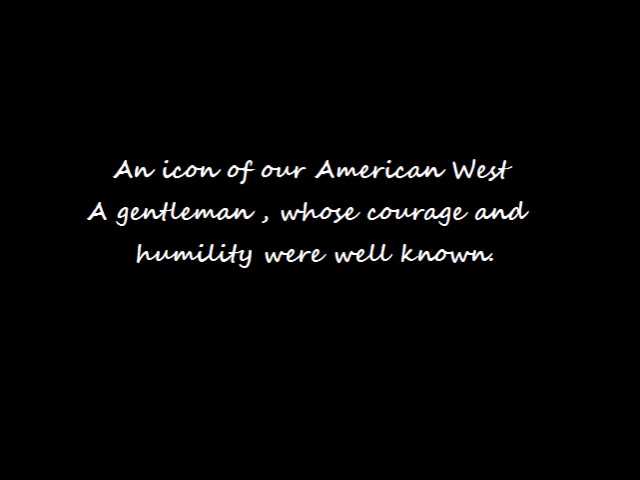 An icon of our American West
A gentleman , whose courage and
humility were well known.